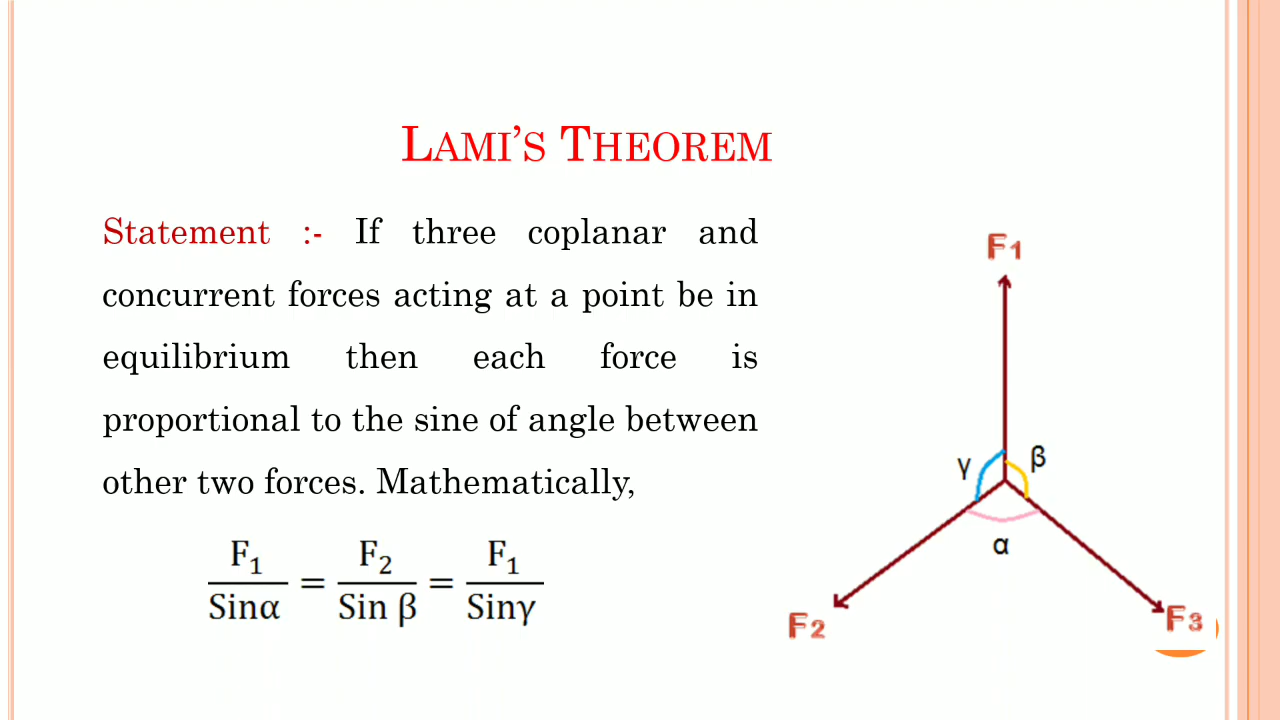 LAMI'S THEOREM
Statement :- If three coplanar and
concurrent forces acting at a point be in
equilibrium then each force is
proportional to the sine of angle between
other two forces. Mathematically,
F₁/Sinα = F₂/Sin β = F₁/Sinγ
F1
γ
β
α
F2
F3